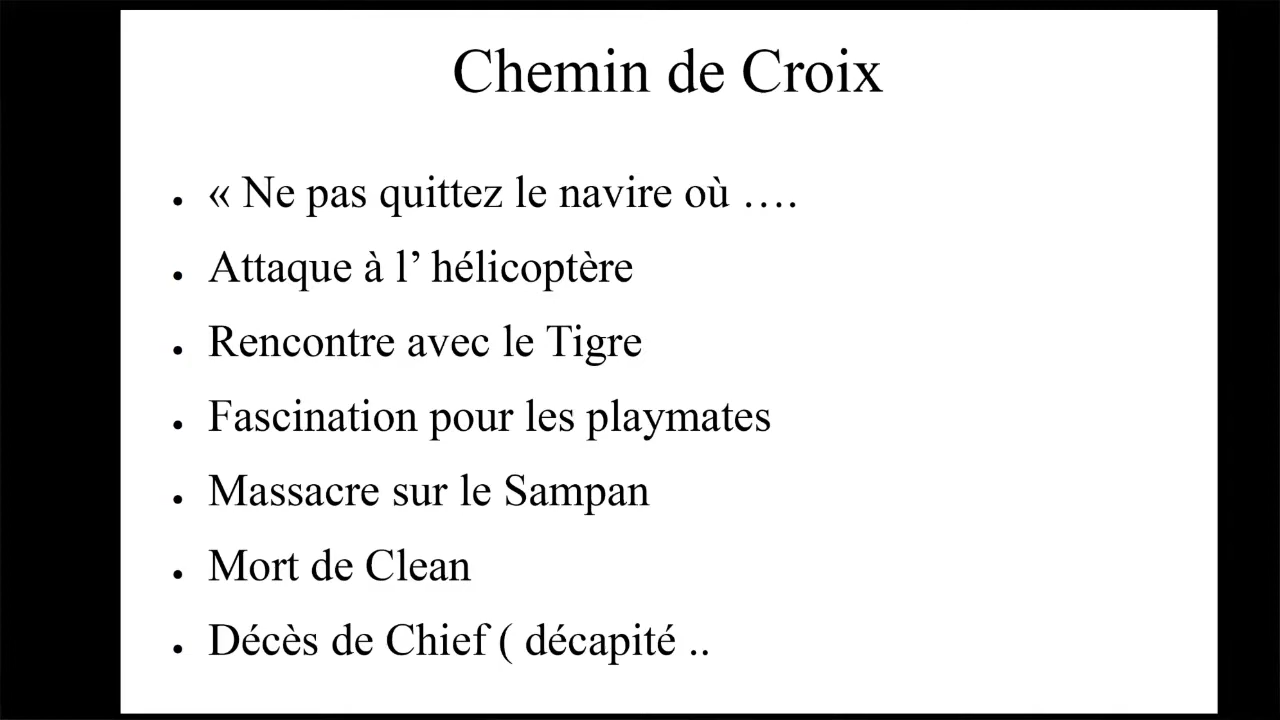 Chemin de Croix
• « Ne pas quittez le navire où ….
• Attaque à l’ hélicoptère
• Rencontre avec le Tigre
• Fascination pour les playmates
• Massacre sur le Sampan
• Mort de Clean
• Décès de Chief ( décapité ..